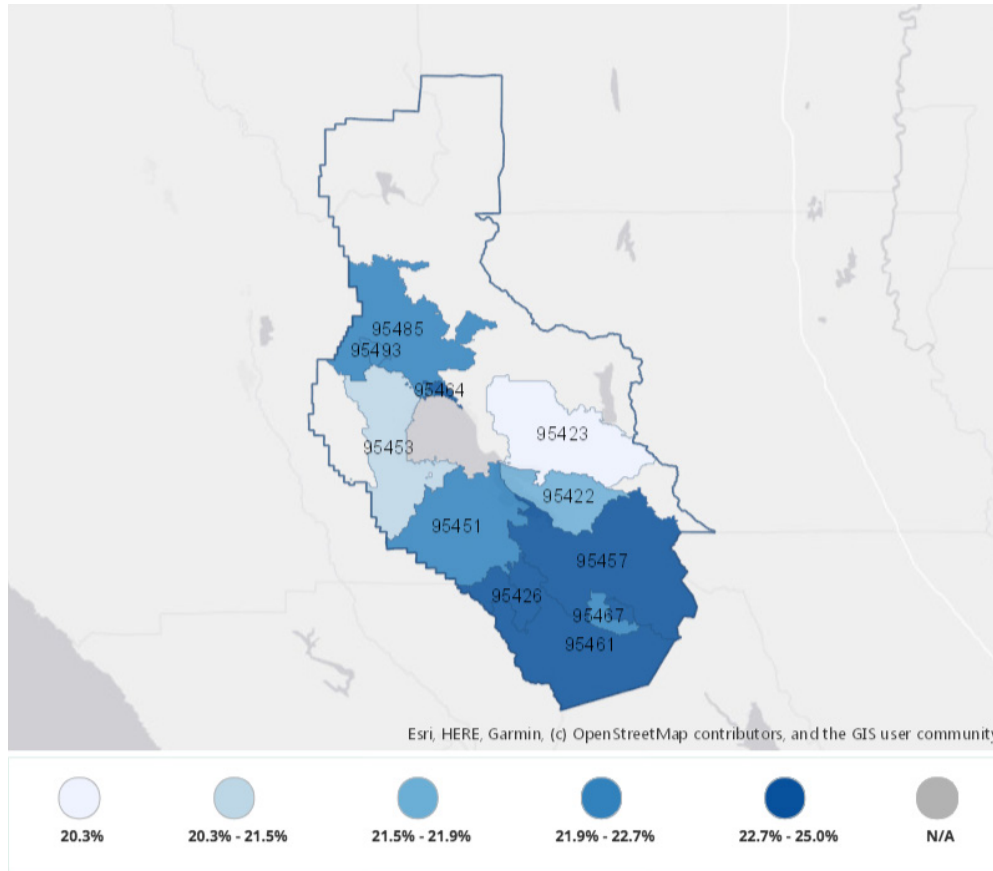 95485
95493
95464
95423
95453
95422
95451
95457
95426
95467
95461
Esri, HERE, Garmin, (c) OpenStreetMap contributors, and the GIS user community
20.3%
20.3% - 21.5%
21.5% - 21.9%
21.9% - 22.7%
22.7% - 25.0%
N/A